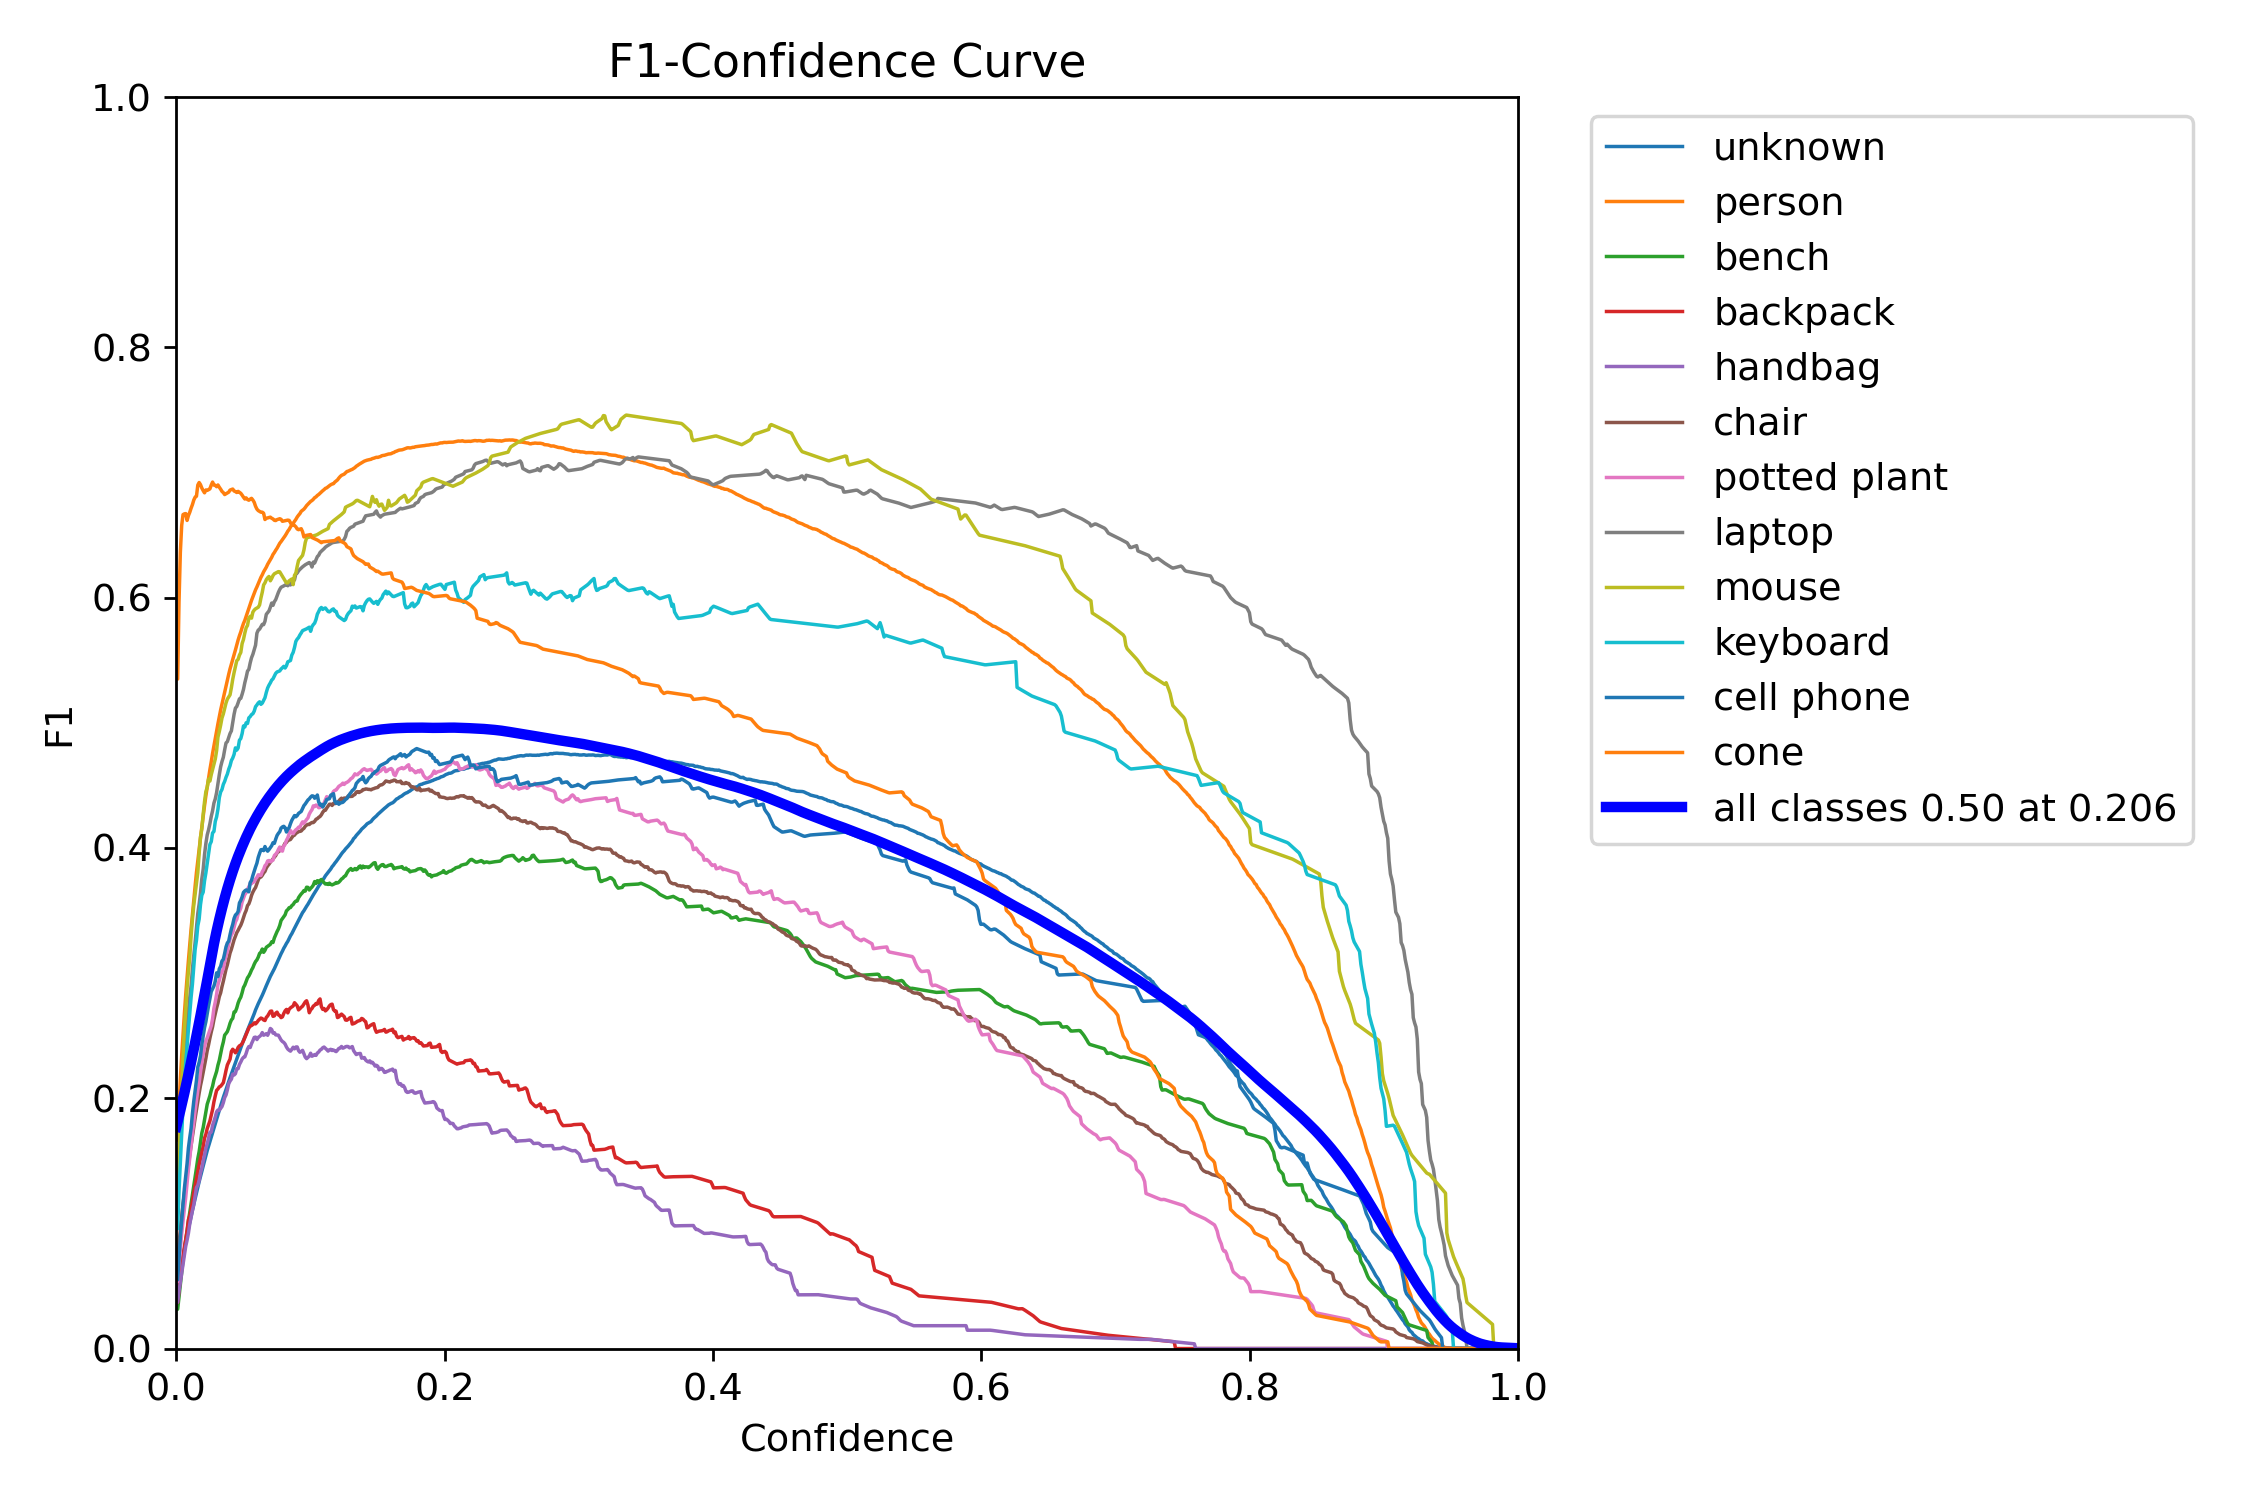 F1-Confidence Curve
1.0
0.8
0.6
0.4
0.2
0.0
F1
0.0 0.2 0.4 0.6 0.8 1.0
Confidence
unknown
person
bench
backpack
handbag
chair
potted plant
laptop
mouse
keyboard
cell phone
cone
all classes 0.50 at 0.206